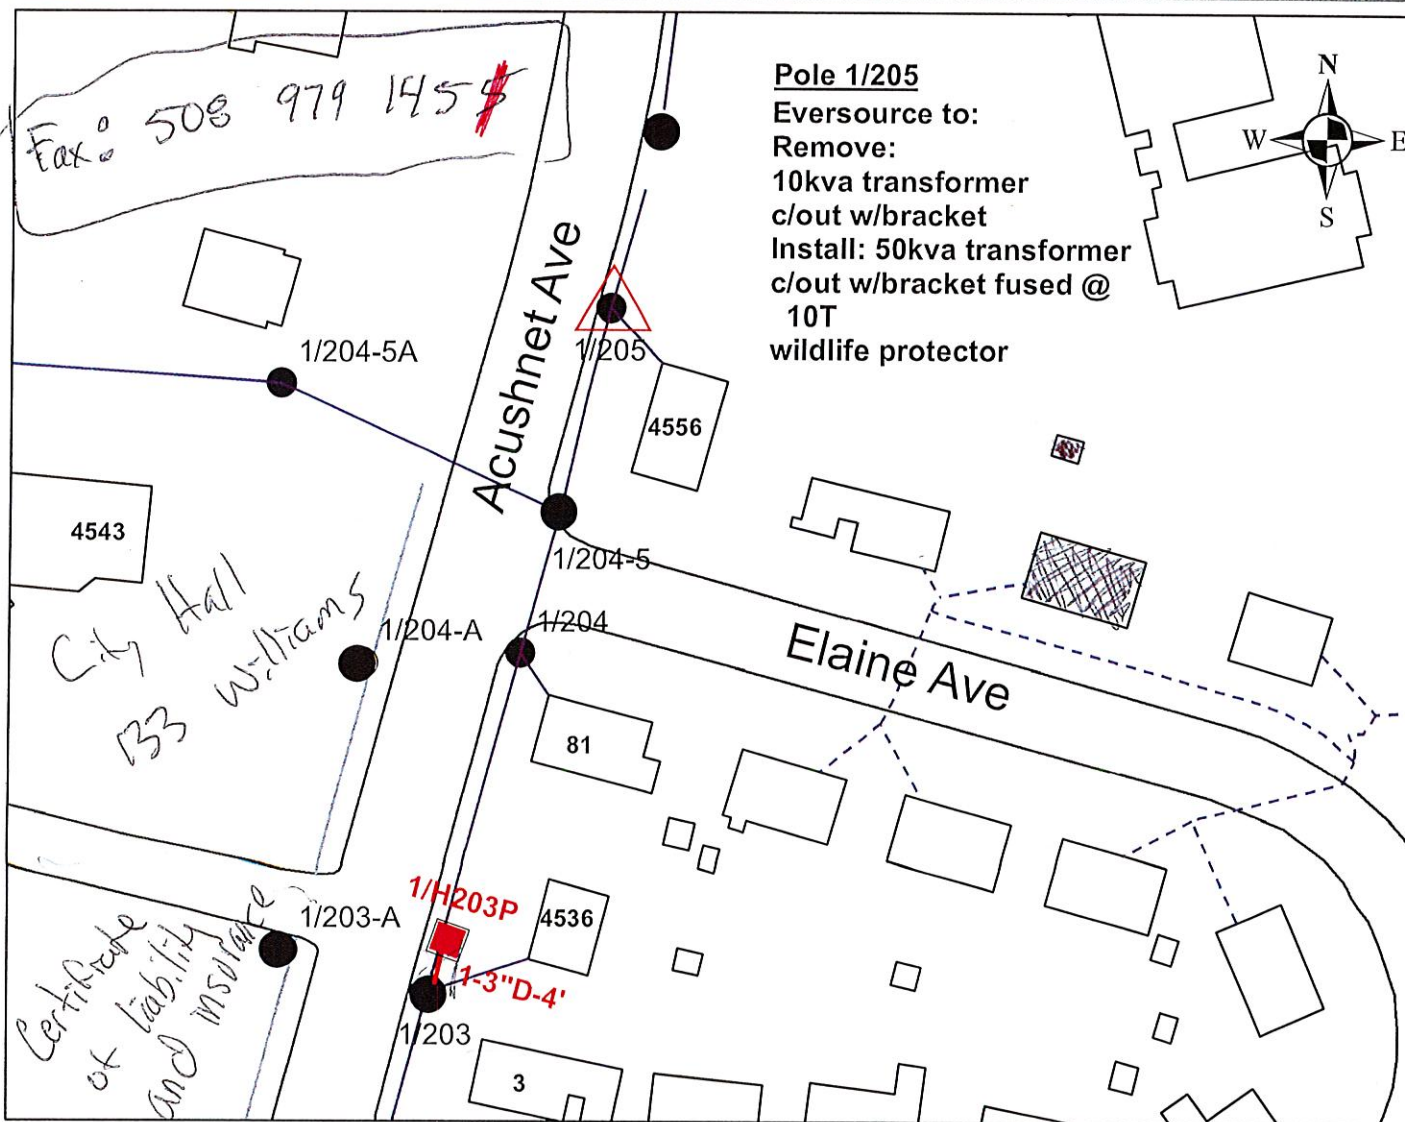 Fax: 508 979 145
Pole 1/205
Eversource to:
Remove:
10kva transformer
c/out w/bracket
Install: 50kva transformer
c/out w/bracket fused @
10T
wildlife protector
N
W E
S
Acushnet Ave
1/205
1/204-5A
4556
4543
1/204-5
City Hall
133 Williams
1/204-A
1/204
Elaine Ave
81
1/H203P
4536
1/203-A
1-3"D-4'
1/203
Certificate
of liability
and insurance
3